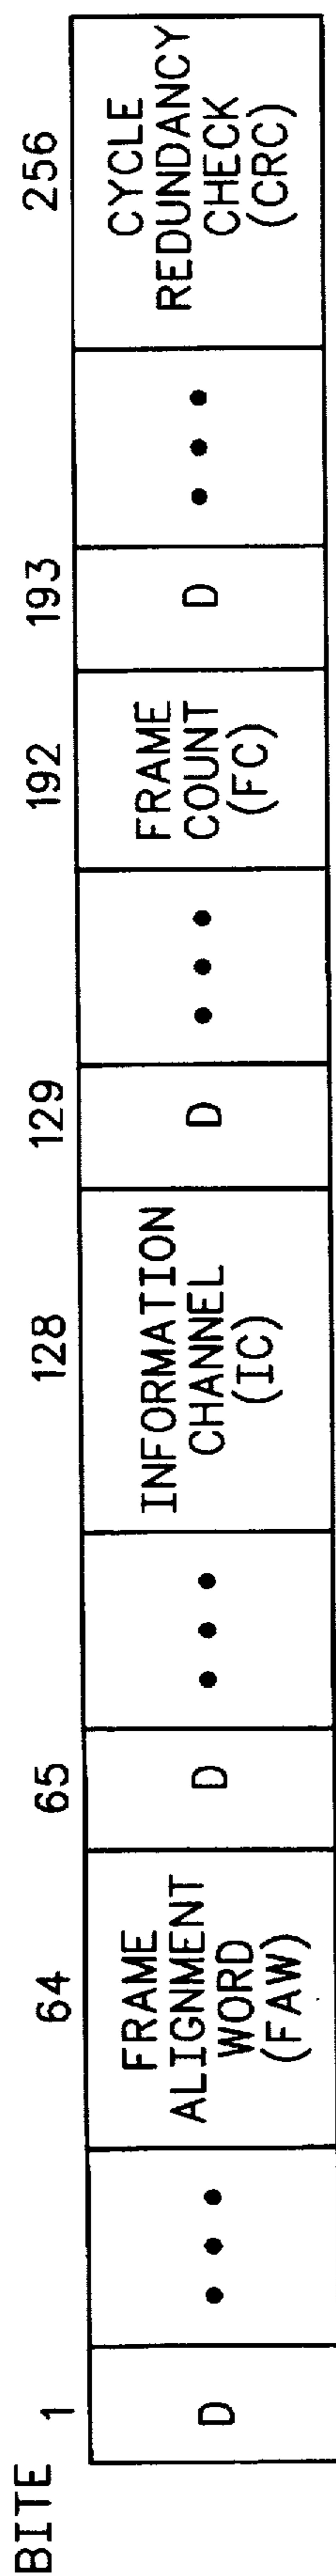 BITE 1 64 65 128 129 192 193 256
D
• • •
FRAME
ALIGNMENT
WORD
(FAW)
D
• • •
INFORMATION
CHANNEL
(IC)
D
• • •
FRAME
COUNT
(FC)
D
• • •
CYCLE
REDUNDANCY
CHECK
(CRC)